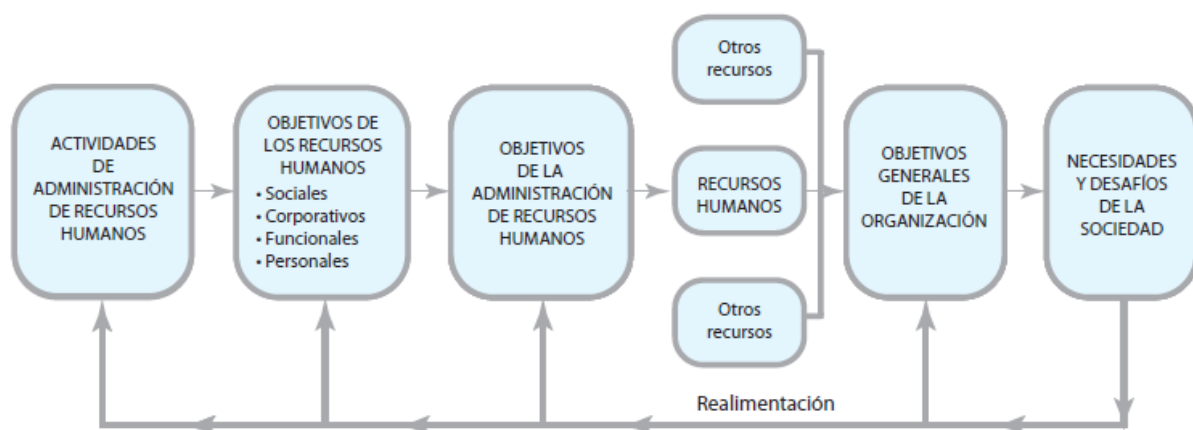 ACTIVIDADES
DE
ADMINISTRACIÓN
DE RECURSOS
HUMANOS
OBJETIVOS DE
LOS RECURSOS
HUMANOS
• Sociales
• Corporativos
• Funcionales
• Personales
OBJETIVOS
DE LA
ADMINISTRACIÓN
DE RECURSOS
HUMANOS
Otros
recursos
RECURSOS
HUMANOS
Otros
recursos
OBJETIVOS
GENERALES
DE LA
ORGANIZACIÓN
NECESIDADES
Y DESAFÍOS
DE LA
SOCIEDAD
Realimentación